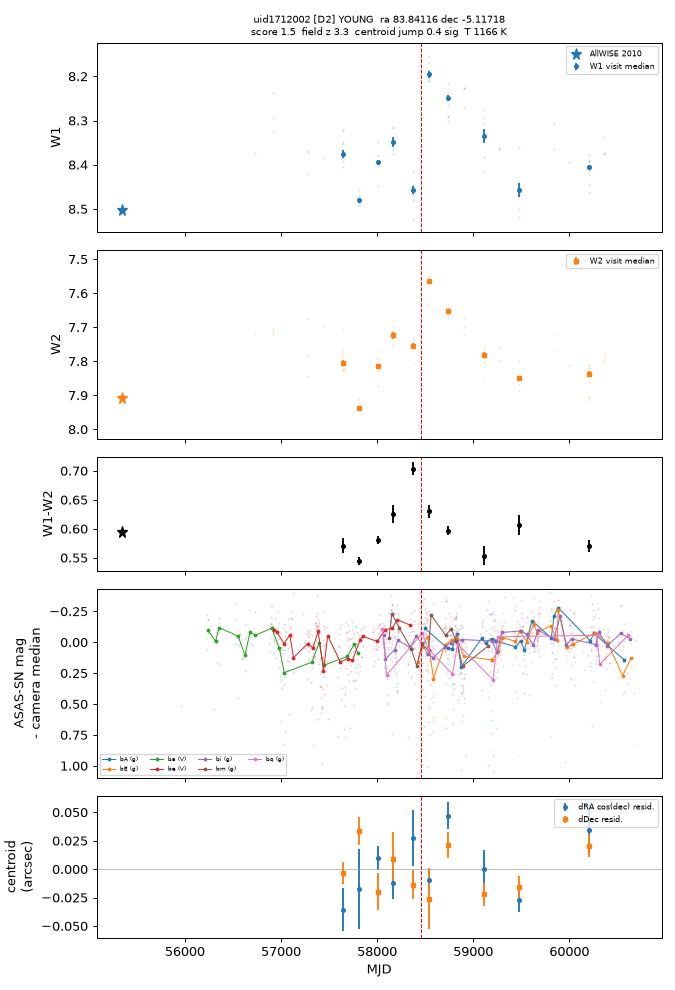 uid1712002 [D2] YOUNG ra 83.84116 dec -5.11718
score 1.5 field z 3.3 centroid jump 0.4 sig T 1166 K
AllWISE 2010
W1 visit median
8.2
8.3
8.4
8.5
W1
W2 visit median
7.5
7.6
7.7
7.8
7.9
8.0
W2
0.70
0.65
0.60
0.55
W1-W2
−0.25
0.00
0.25
0.50
0.75
1.00
ASAS-SN mag
- camera median
bA (g)
bE (g)
ba (V)
be (V)
bi (g)
bm (g)
bq (g)
dRA cos(dec) resid.
dDec resid.
0.050
0.025
0.000
−0.025
−0.050
centroid
(arcsec)
56000
57000
58000
59000
60000
MJD